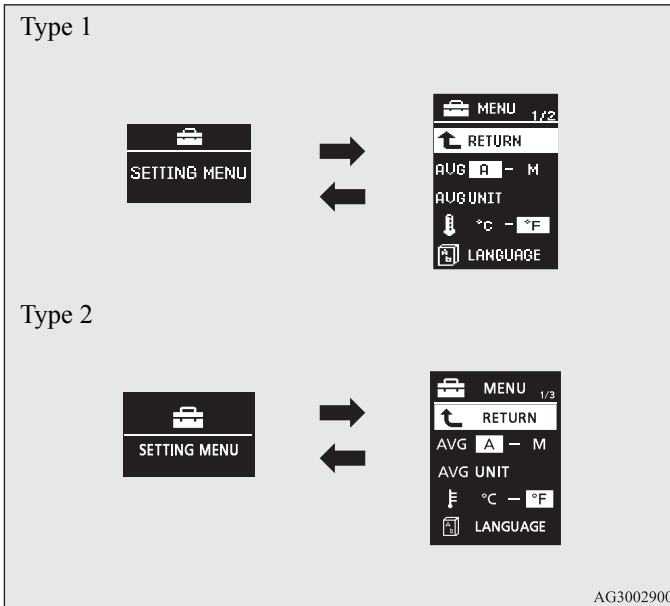 Type 1
SETTING MENU
MENU 1/2
RETURN
AVG A - M
AVG UNIT
°C - °F
A b LANGUAGE
Type 2
SETTING MENU
MENU 1/3
RETURN
AVG A - M
AVG UNIT
°C - °F
A b LANGUAGE